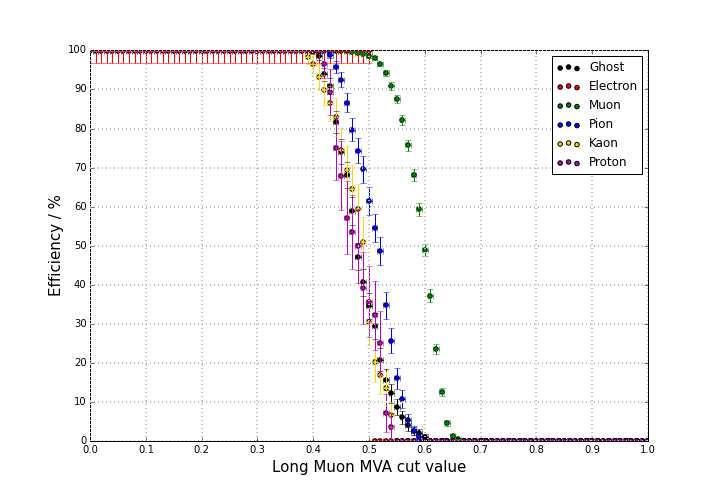 100
90
80
70
60
50
40
30
20
10
0
Efficiency / %
Ghost
Electron
Muon
Pion
Kaon
Proton
0.0 0.1 0.2 0.3 0.4 0.5 0.6 0.7 0.8 0.9 1.0
Long Muon MVA cut value